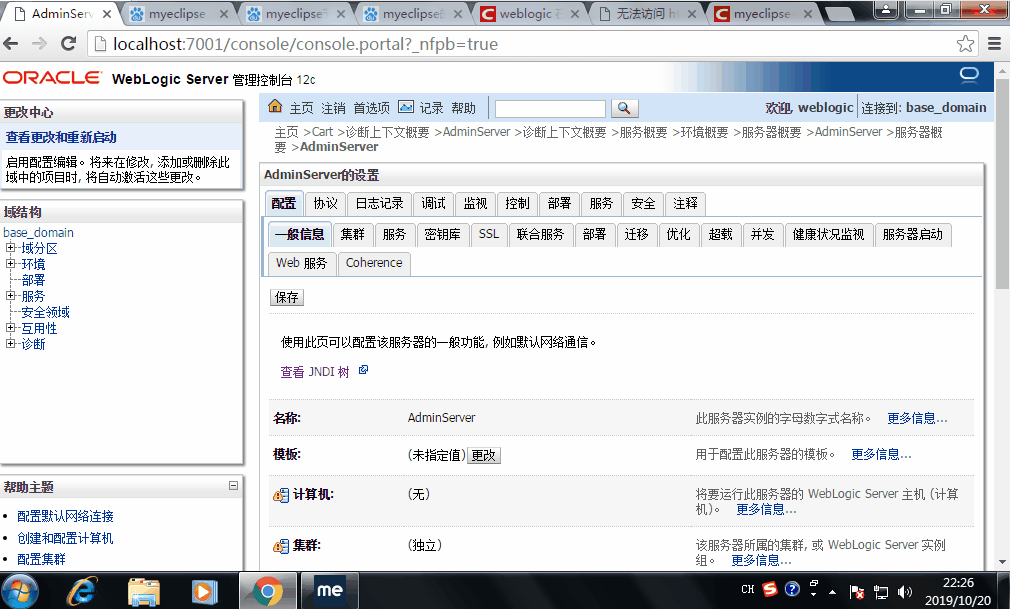 AdminServ
myeclipse
myeclipse
myeclipse
weblogic
无法访问 h
myeclipse
localhost:7001/console/console.portal?_nfpb=true
ORACLE WebLogic Server 管理控制台 12c
更改中心
查看更改和重新启动
启用配置编辑。将来在修改, 添加或删除此
域中的项目时, 将自动激活这些更改。
域结构
base_domain
域分区
环境
部署
服务
安全领域
互用性
诊断
帮助主题
配置默认网络连接
创建和配置计算机
配置集群
主页 注销 首选项 记录 帮助
欢迎, weblogic 连接到: base_domain
主页 >Cart >诊断上下文概要 >AdminServer >诊断上下文概要 >服务概要 >环境概要 >服务器概要 >AdminServer >服务器概
要 >AdminServer
AdminServer的设置
配置 协议 日志记录 调试 监视 控制 部署 服务 安全 注释
一般信息 集群 服务 密钥库 SSL 联合服务 部署 迁移 优化 超载 并发 健康状况监视 服务器启动
Web 服务 Coherence
保存
使用此页可以配置该服务器的一般功能, 例如默认网络通信。
查看 JNDI 树
名称: AdminServer 此服务器实例的字母数字式名称。 更多信息...
模板: (未指定值) 更改 用于配置此服务器的模板。 更多信息...
计算机: (无) 将要运行此服务器的 WebLogic Server 主机 (计算
机)。 更多信息...
集群: (独立) 该服务器所属的集群, 或 WebLogic Server 实例
组。 更多信息...
me
CH
22:26
2019/10/20